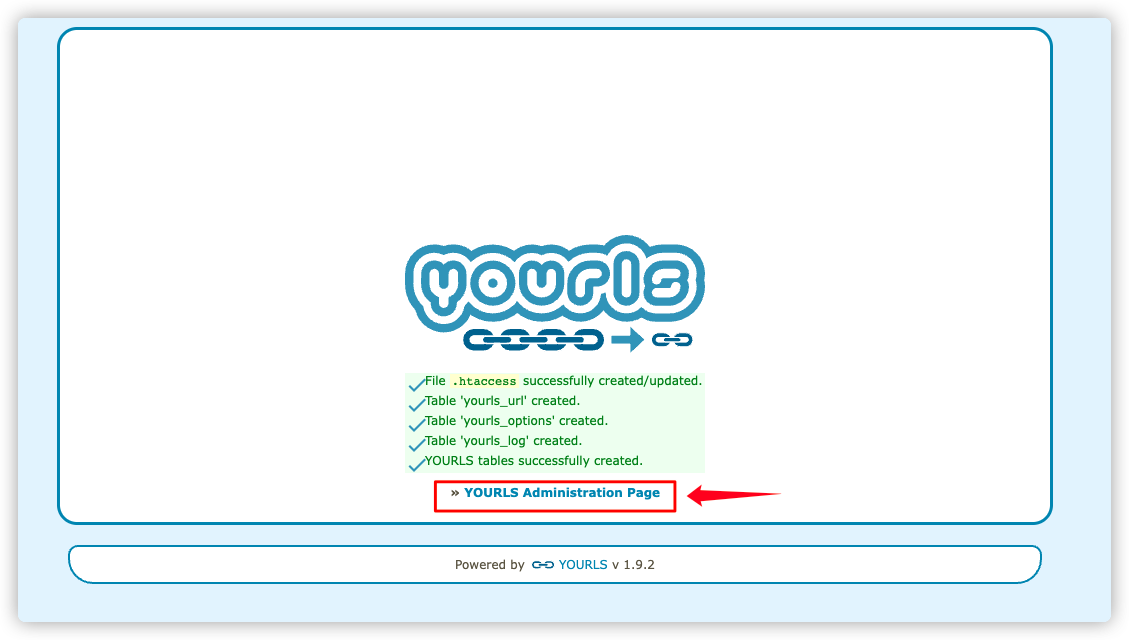 yourls
File .htaccess successfully created/updated.
Table 'yourls_url' created.
Table 'yourls_options' created.
Table 'yourls_log' created.
YOURLS tables successfully created.
» YOURLS Administration Page
Powered by YOURLS v 1.9.2